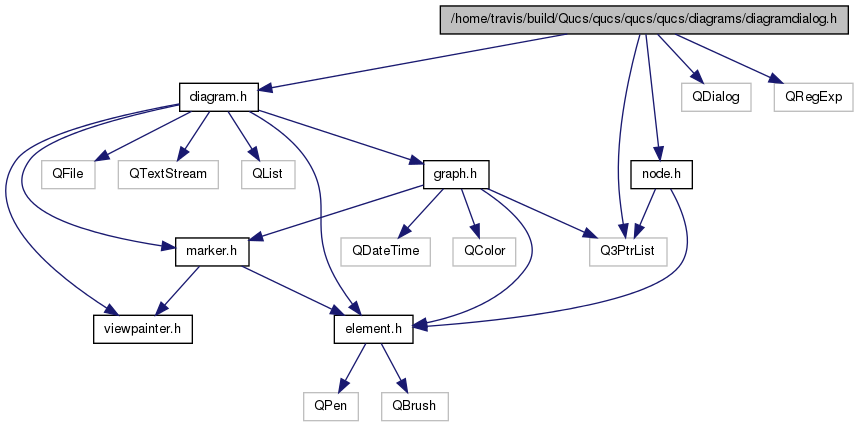 /home/travis/build/Qucs/qucs/qucs/qucs/diagrams/diagramdialog.h
diagram.h
QDialog
QRegExp
QFile
QTextStream
QList
graph.h
node.h
marker.h
QDateTime
QColor
Q3PtrList
viewpainter.h
element.h
QPen
QBrush